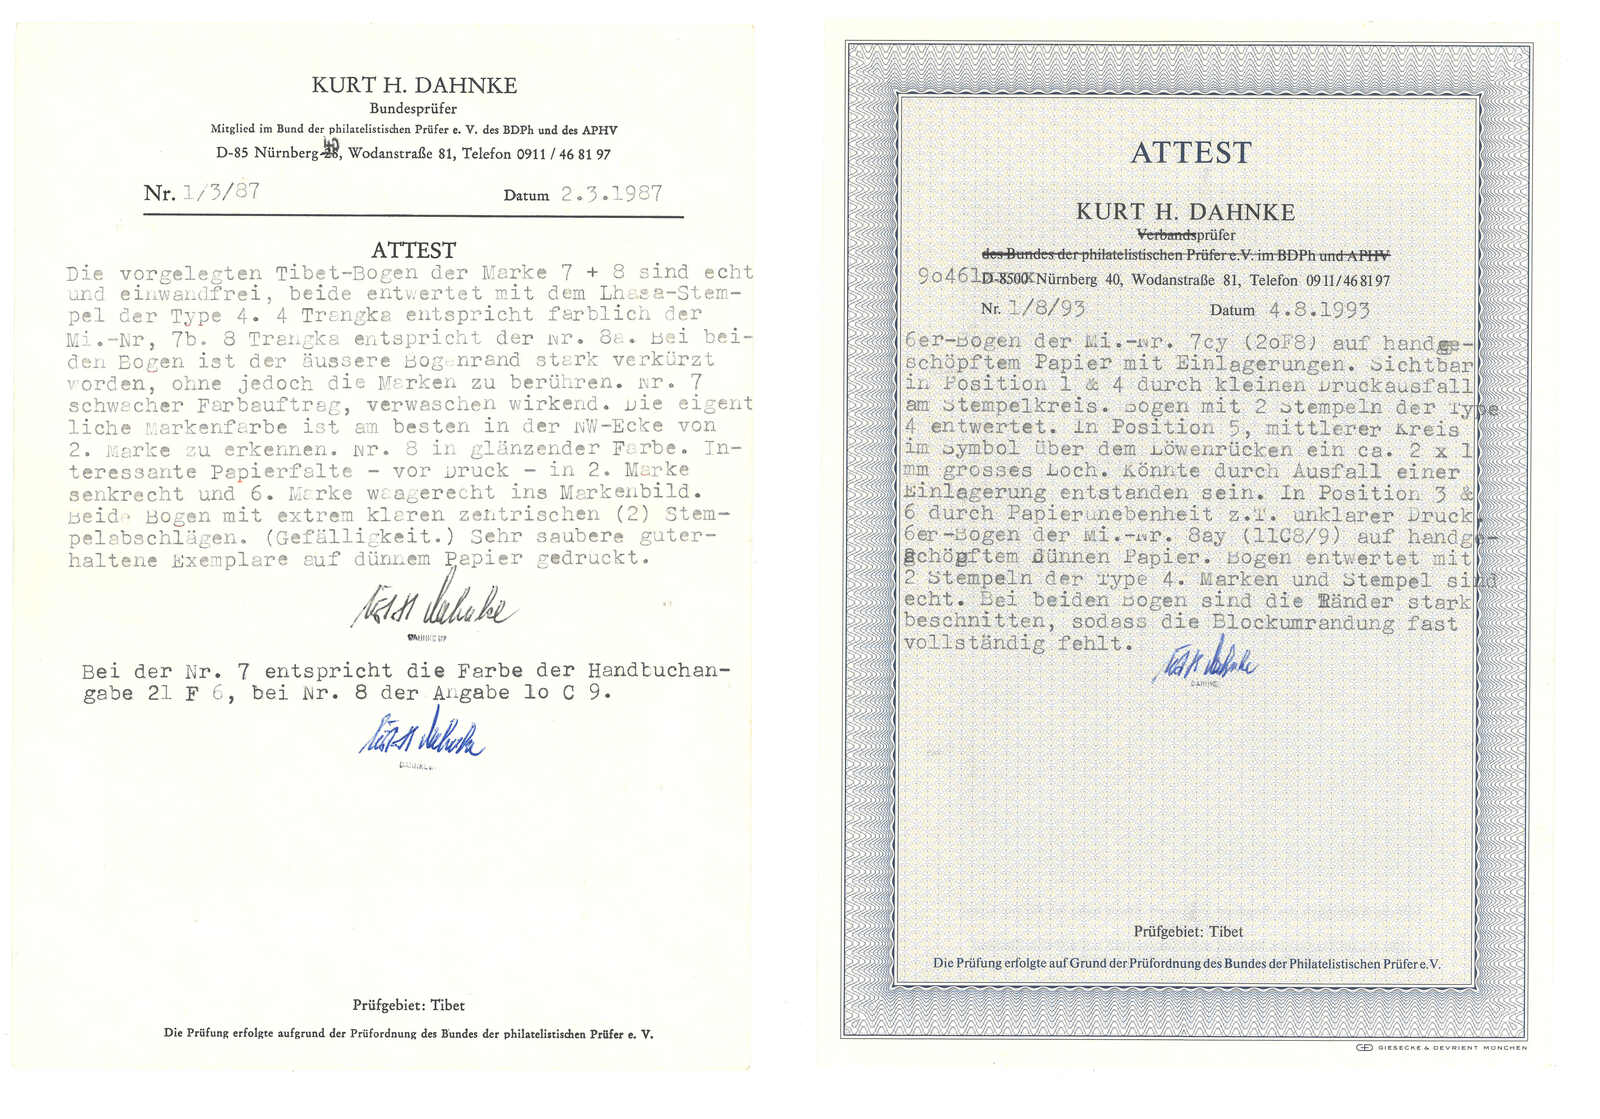 KURT H. DAHNKE
Bundesprüfer
Mitglied im Bund der philatelistischen Prüfer e. V. des BDPh und des APHV
D-85 Nürnberg 40, Wodanstraße 81, Telefon 0911 / 46 81 97
Nr. 1/3/87 Datum 2.3.1987
ATTEST
Die vorgelegten Tibet-Bogen der Marke 7 + 8 sind echt
und einwandfrei, beide entwertet mit dem Lhasa-Stem-
pel der Type 4. 4 Trangka entspricht farblich der
Mi.-Nr, 7b. 8 Trangka entspricht der Nr. 8a. Bei bei-
den Bogen ist der äussere Bogenrand stark verkürzt
worden, ohne jedoch die Marken zu berühren. Nr. 7
schwacher Farbauftrag, verwaschen wirkend. Die eigent
liche Markenfarbe ist am besten in der NW-Ecke von
2. Marke zu erkennen. Nr. 8 in glänzender Farbe. In-
teressante Papierfalte - vor Druck - in 2. Marke
senkrecht und 6. Marke waagerecht ins Markenbild.
Beide Bogen mit extrem klaren zentrischen (2) Stem-
pelabschlägen. (Gefälligkeit.) Sehr saubere guter-
haltene Exemplare auf dünnem Papier gedruckt.
Kurt H Dahnke
Bei der Nr. 7 entspricht die Farbe der Handbuchan-
gabe 21 F 6, bei Nr. 8 der Angabe lo C 9.
Kurt H Dahnke
Prüfgebiet: Tibet
Die Prüfung erfolgte aufgrund der Prüfordnung des Bundes der philatelistischen Prüfer e. V.
ATTEST
KURT H. DAHNKE
Verbandsprüfer
des Bundes der philatelistischen Prüfer e.V. im BDPh und APHV
9o461 D-8500 Nürnberg 40, Wodanstraße 81, Telefon 0911/468197
Nr. 1/8/93 Datum 4.8.1993
6er-Bogen der Mi.-Nr. 7cy (2oF8) auf handge-
schöpftem Papier mit Einlagerungen. Sichtbar
in Position 1 & 4 durch kleinen Druckausfall
am Stempelkreis. Bogen mit 2 Stempeln der Type
4 entwertet. In Position 5, mittlerer Kreis
im Symbol über dem Löwenrücken ein ca. 2 x 1
mm grosses Loch. Könnte durch Ausfall einer
Einlagerung entstanden sein. In Position 3 &
6 durch Papierunebenheit z.T. unklarer Druck.
6er-Bogen der Mi.-Nr. 8ay (11C8/9) auf handge-
schöpftem dünnen Papier. Bogen entwertet mit
2 Stempeln der Type 4. Marken und Stempel sind
echt. Bei beiden Bogen sind die Ränder stark
beschnitten, sodass die Blockumrandung fast
vollständig fehlt.
Kurt H Dahnke
DAHNKE
Prüfgebiet: Tibet
Die Prüfung erfolgte auf Grund der Prüfordnung des Bundes der Philatelistischen Prüfer e.V.
GIESECKE & DEVRIENT MÜNCHEN